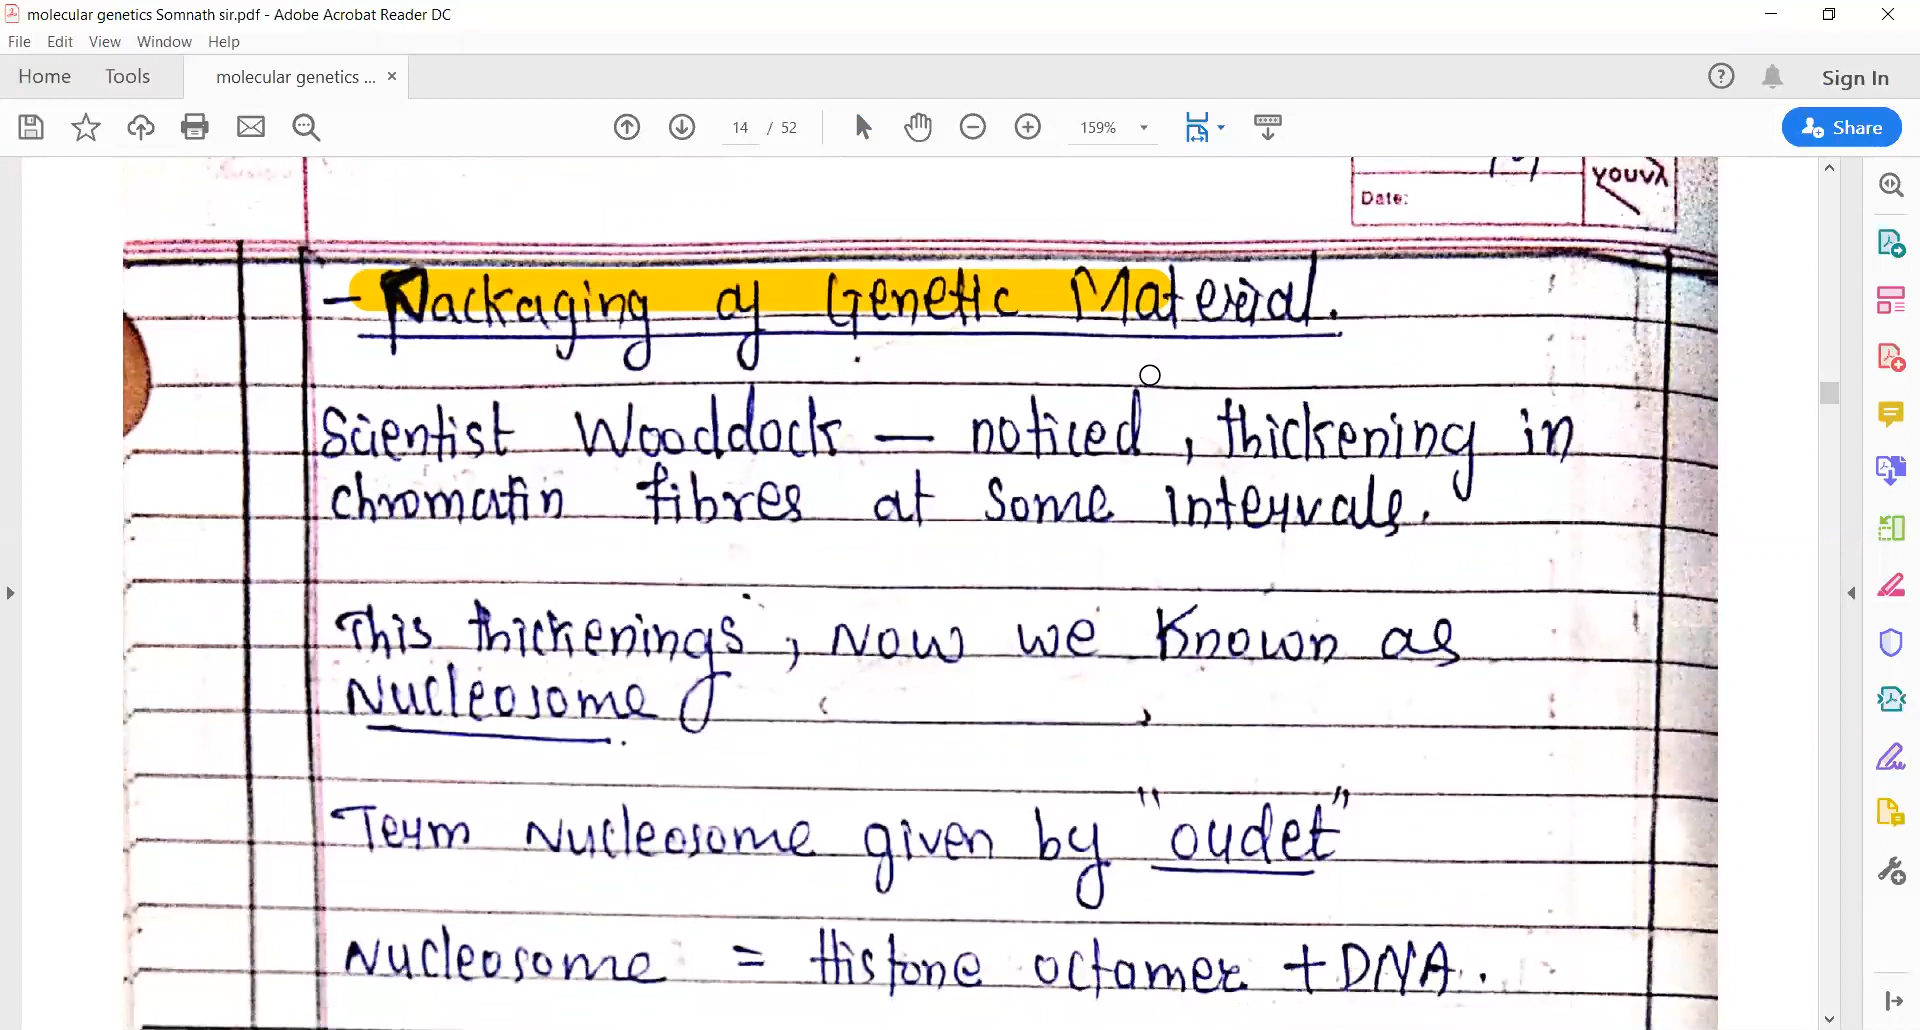 molecular genetics Somnath sir.pdf - Adobe Acrobat Reader DC
File Edit View Window Help
Home Tools molecular genetics ... × Sign In
14 / 52 159% Share
Date: youvA
- Packaging of Genetic Material.
Scientist Wooddock — noticed, thickening in
chromatin fibres at some intervals.
This thickenings, Now we known as
Nucleosome
Term Nucleosome given by "oudet"
Nucleosome = Histone octamer + DNA.